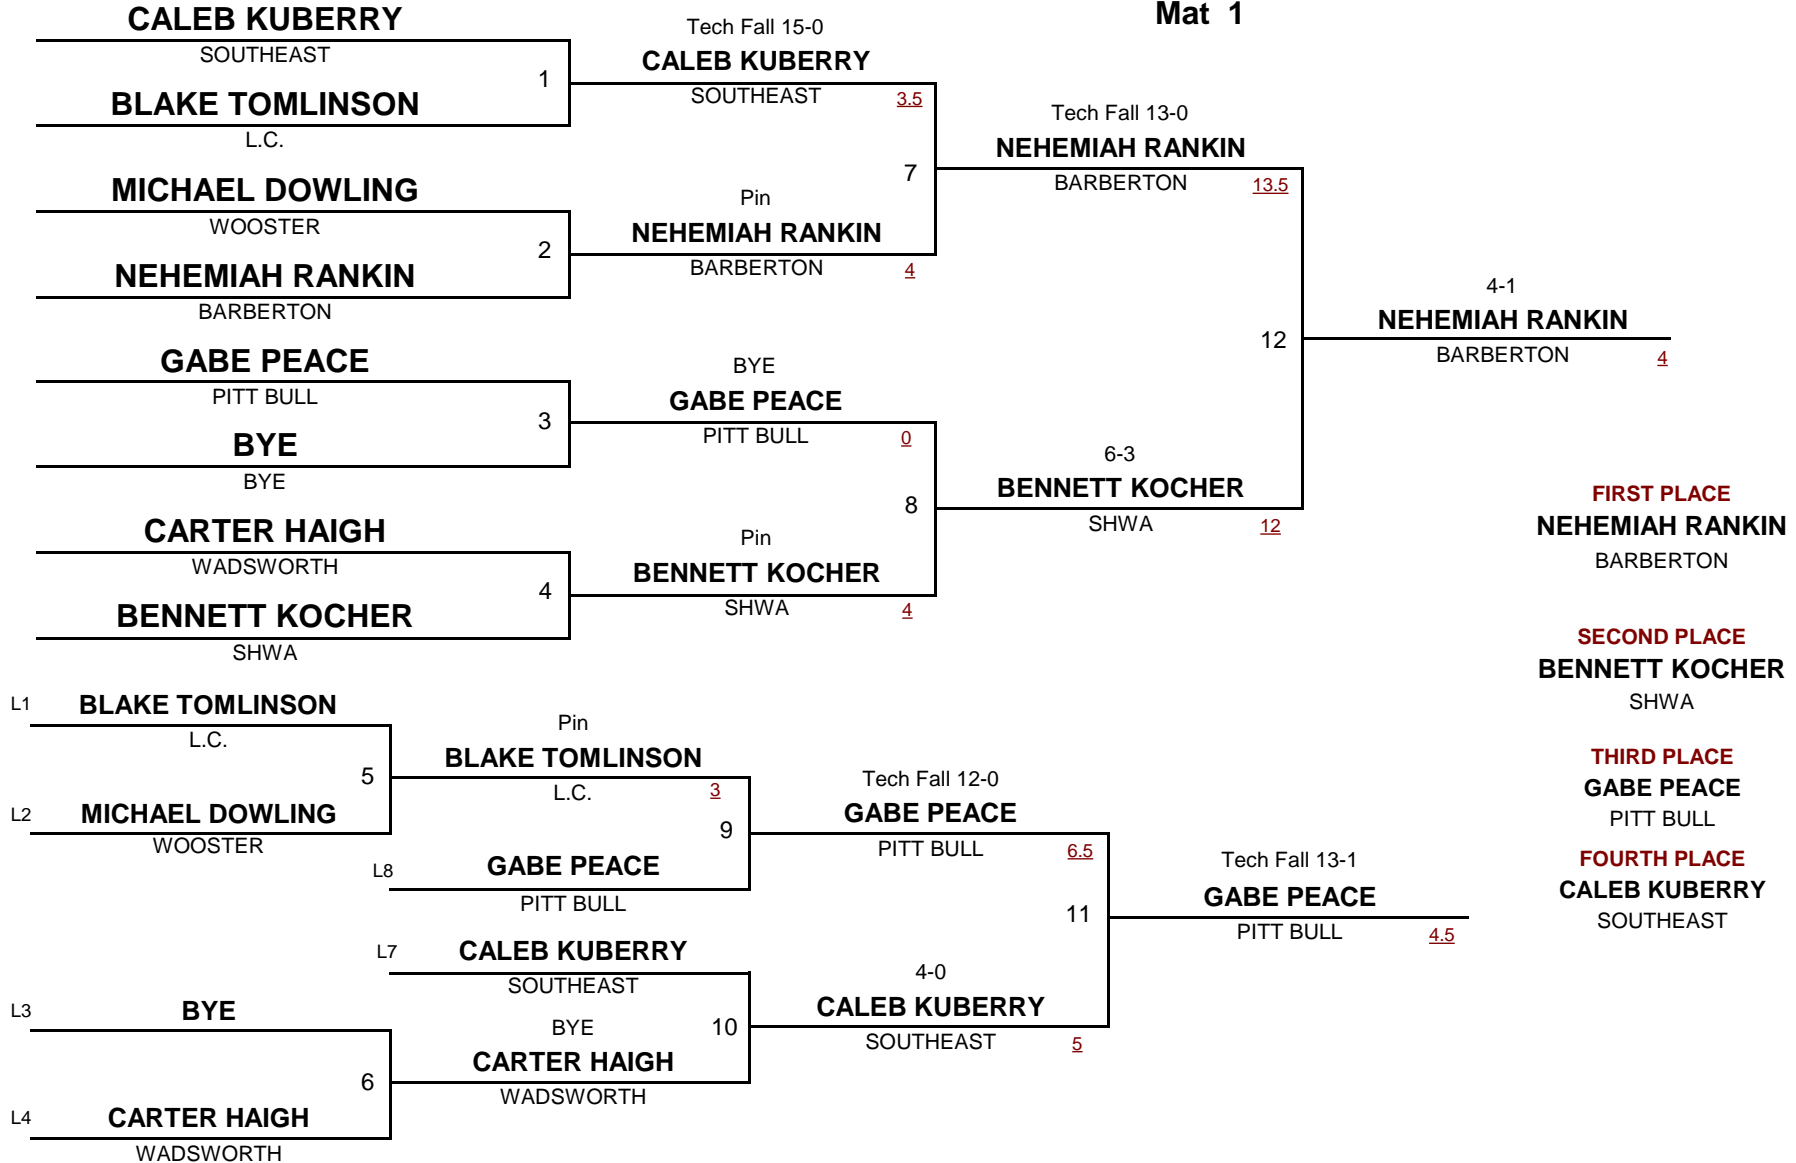 Mat 1
CALEB KUBERRY
SOUTHEAST
1
BLAKE TOMLINSON
L.C.
MICHAEL DOWLING
WOOSTER
2
NEHEMIAH RANKIN
BARBERTON
GABE PEACE
PITT BULL
3
BYE
BYE
CARTER HAIGH
WADSWORTH
4
BENNETT KOCHER
SHWA
Tech Fall 15-0
CALEB KUBERRY
SOUTHEAST 3.5
7
Pin
NEHEMIAH RANKIN
BARBERTON 4
BYE
GABE PEACE
PITT BULL 0
8
Pin
BENNETT KOCHER
SHWA 4
Tech Fall 13-0
NEHEMIAH RANKIN
BARBERTON 13.5
12
6-3
BENNETT KOCHER
SHWA 12
4-1
NEHEMIAH RANKIN
BARBERTON 4
FIRST PLACE
NEHEMIAH RANKIN
BARBERTON
SECOND PLACE
BENNETT KOCHER
SHWA
THIRD PLACE
GABE PEACE
PITT BULL
FOURTH PLACE
CALEB KUBERRY
SOUTHEAST
L1 BLAKE TOMLINSON
L.C.
5
L2 MICHAEL DOWLING
WOOSTER
L3 BYE
6
L4 CARTER HAIGH
WADSWORTH
Pin
BLAKE TOMLINSON
L.C. 3
9
L8 GABE PEACE
PITT BULL
L7 CALEB KUBERRY
SOUTHEAST
10
BYE
CARTER HAIGH
WADSWORTH
Tech Fall 12-0
GABE PEACE
PITT BULL 6.5
11
4-0
CALEB KUBERRY
SOUTHEAST 5
Tech Fall 13-1
GABE PEACE
PITT BULL 4.5